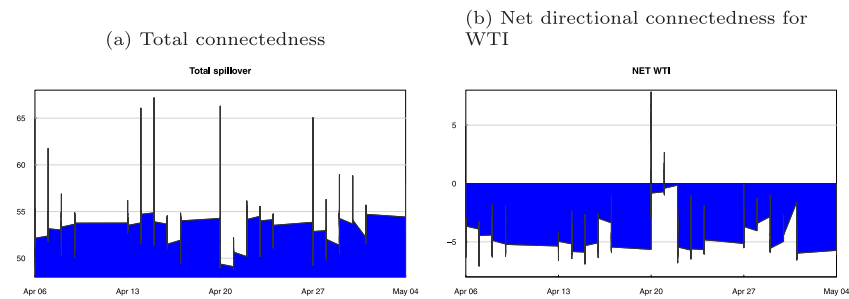 (a) Total connectedness
(b) Net directional connectedness for
WTI
Total spillover
65
60
55
50
Apr 06 Apr 13 Apr 20 Apr 27 May 04
NET WTI
5
0
−5
Apr 06 Apr 13 Apr 20 Apr 27 May 04